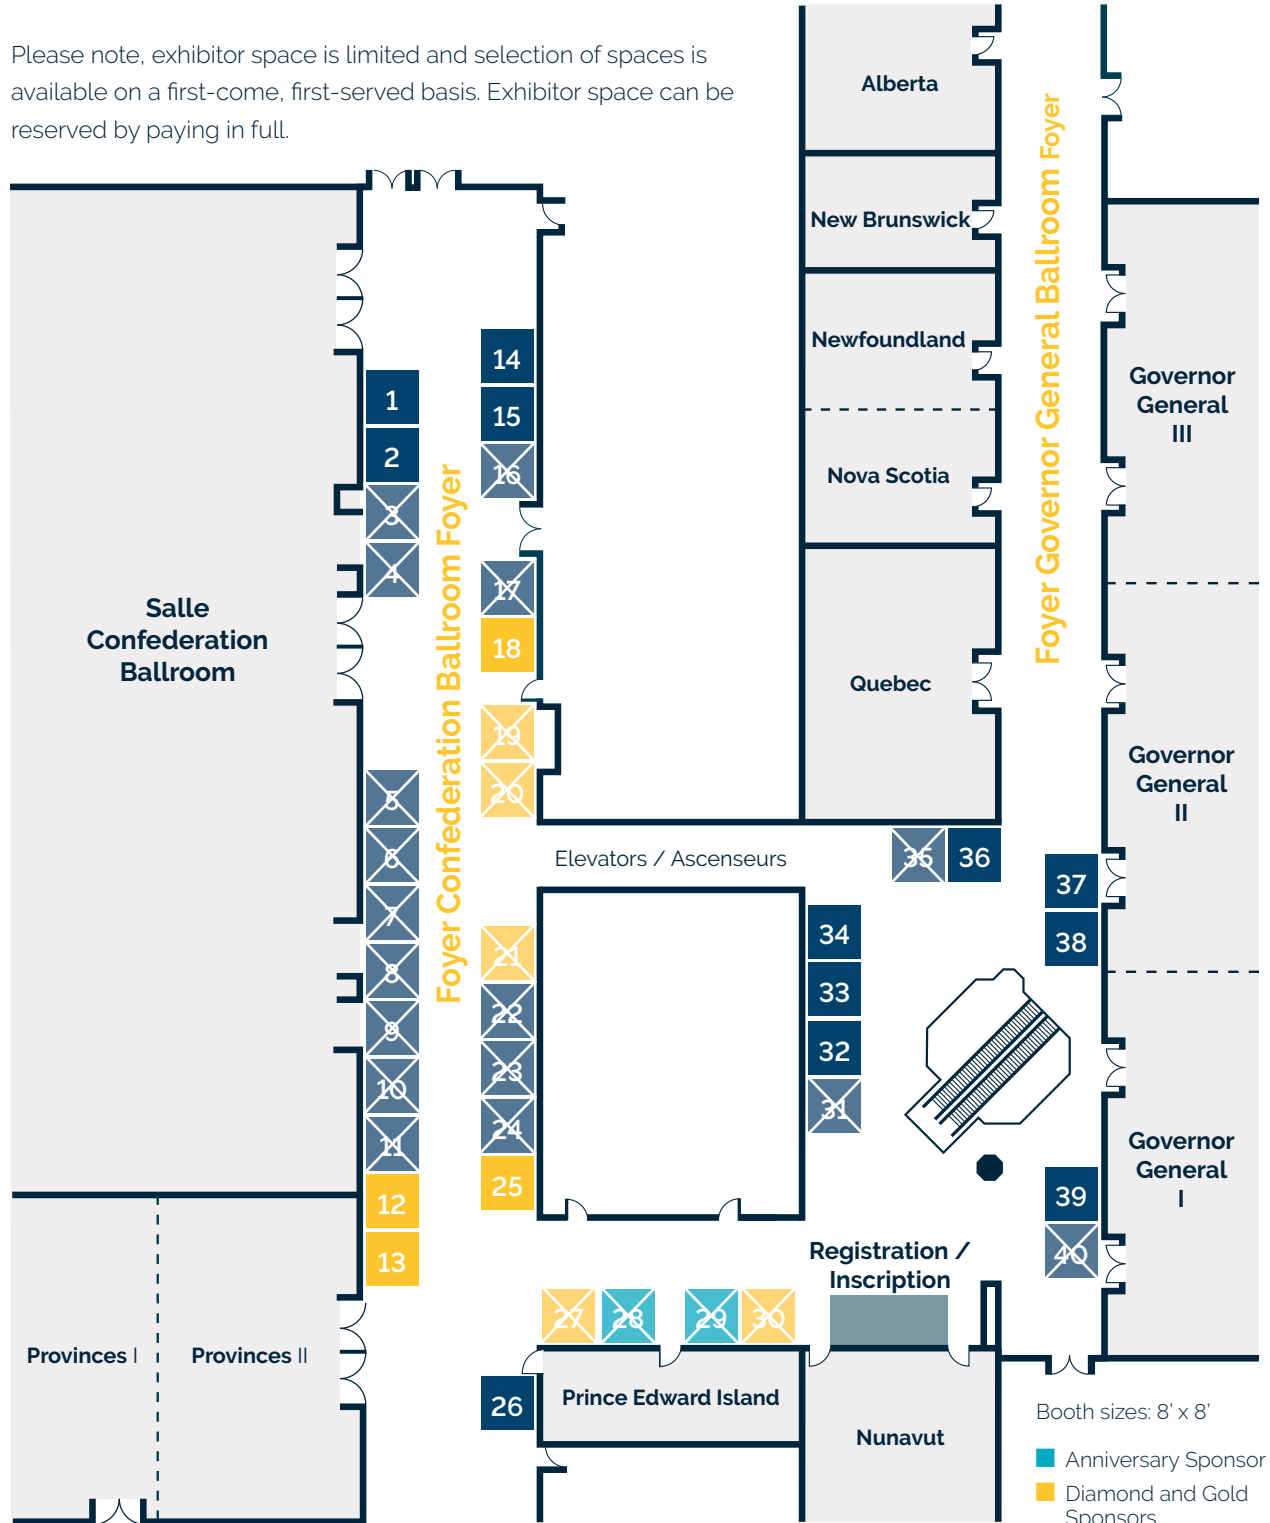 Please note, exhibitor space is limited and selection of spaces is
available on a first-come, first-served basis. Exhibitor space can be
reserved by paying in full.
Alberta
New Brunswick
Newfoundland
Nova Scotia
Quebec
Foyer Governor General Ballroom Foyer
Governor
General
III
Governor
General
II
Governor
General
I
Salle
Confederation
Ballroom
Foyer Confederation Ballroom Foyer
1
2
3
4
5
6
7
8
9
10
11
12
13
14
15
16
17
18
19
20
21
22
23
24
25
Elevators / Ascenseurs
35
36
37
38
34
33
32
31
39
40
Registration /
Inscription
27
28
29
30
26
Provinces I
Provinces II
Prince Edward Island
Nunavut
Booth sizes: 8’ x 8’
Anniversary Sponsor
Diamond and Gold
Sponsors